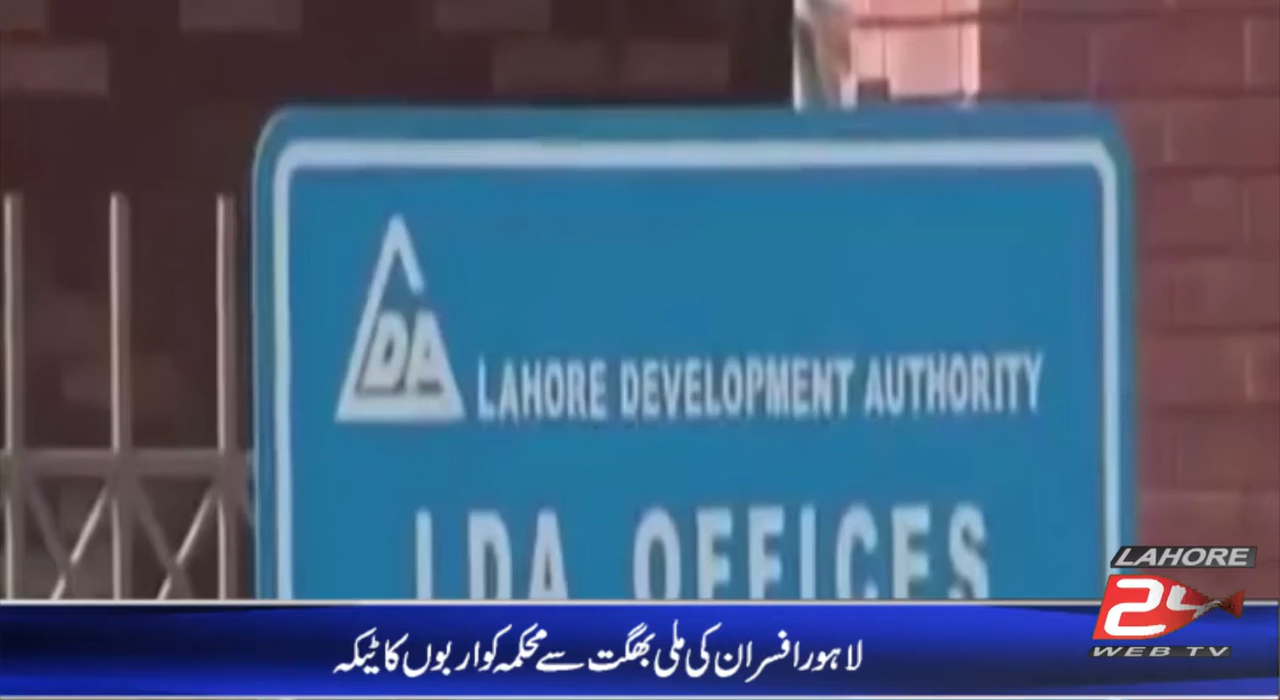 LDA
LAHORE DEVELOPMENT AUTHORITY
LDA OFFICES
LAHORE
24
WEB TV
لاہور افسران کی ملی بھگت سے محکمہ کو اربوں کا ٹیکہ